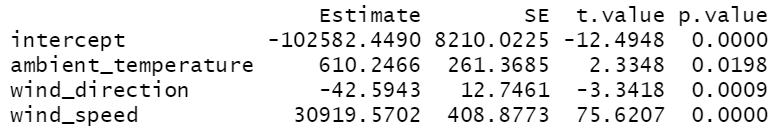 Estimate SE t.value p.value
intercept -102582.4490 8210.0225 -12.4948 0.0000
ambient_temperature 610.2466 261.3685 2.3348 0.0198
wind_direction -42.5943 12.7461 -3.3418 0.0009
wind_speed 30919.5702 408.8773 75.6207 0.0000